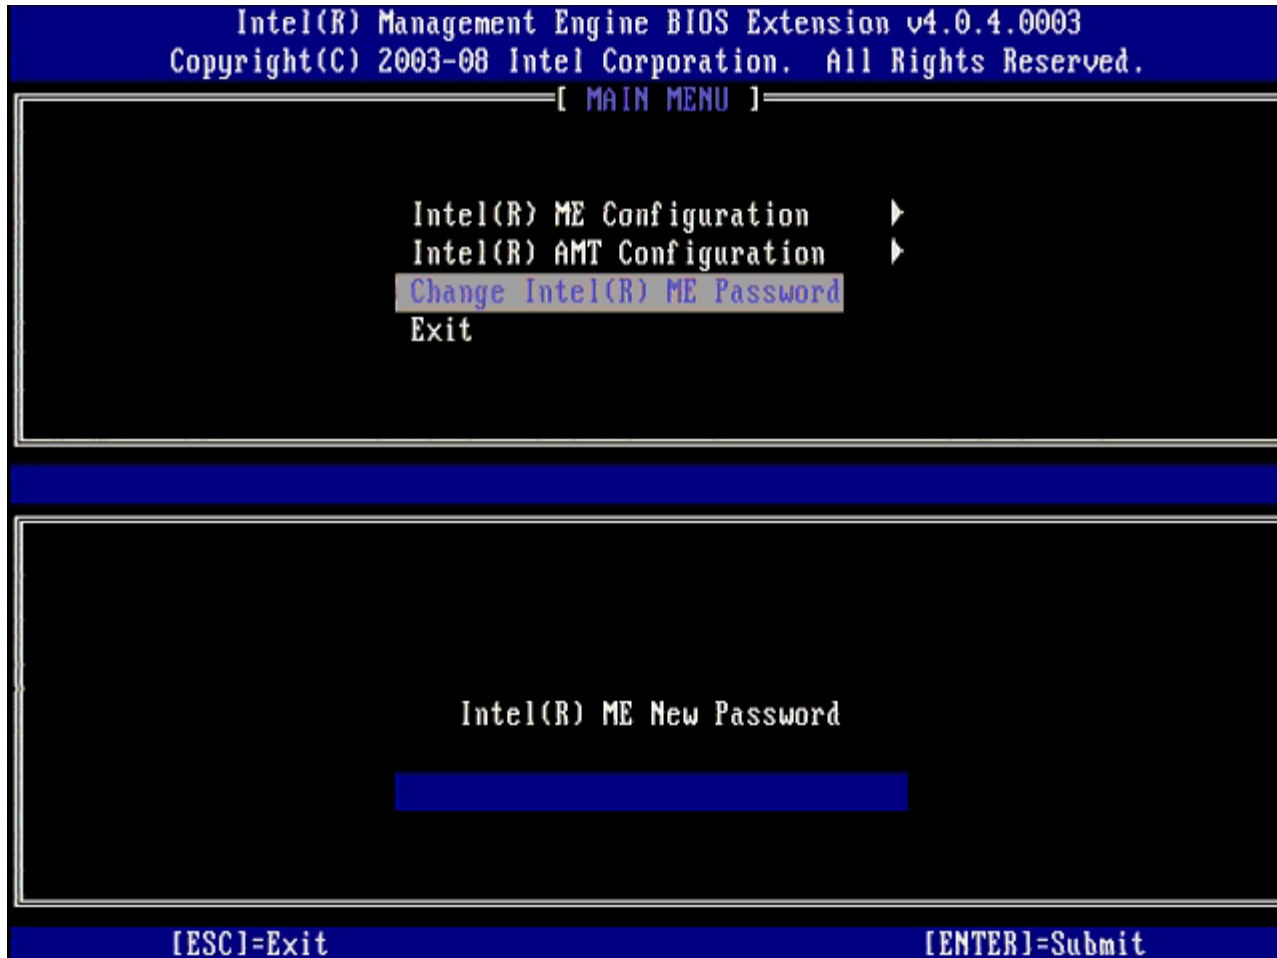 Intel(R) Management Engine BIOS Extension v4.0.4.0003
Copyright(C) 2003-08 Intel Corporation. All Rights Reserved.
[ MAIN MENU ]
Intel(R) ME Configuration
Intel(R) AMT Configuration
Change Intel(R) ME Password
Exit
Intel(R) ME New Password
[ESC]=Exit [ENTER]=Submit